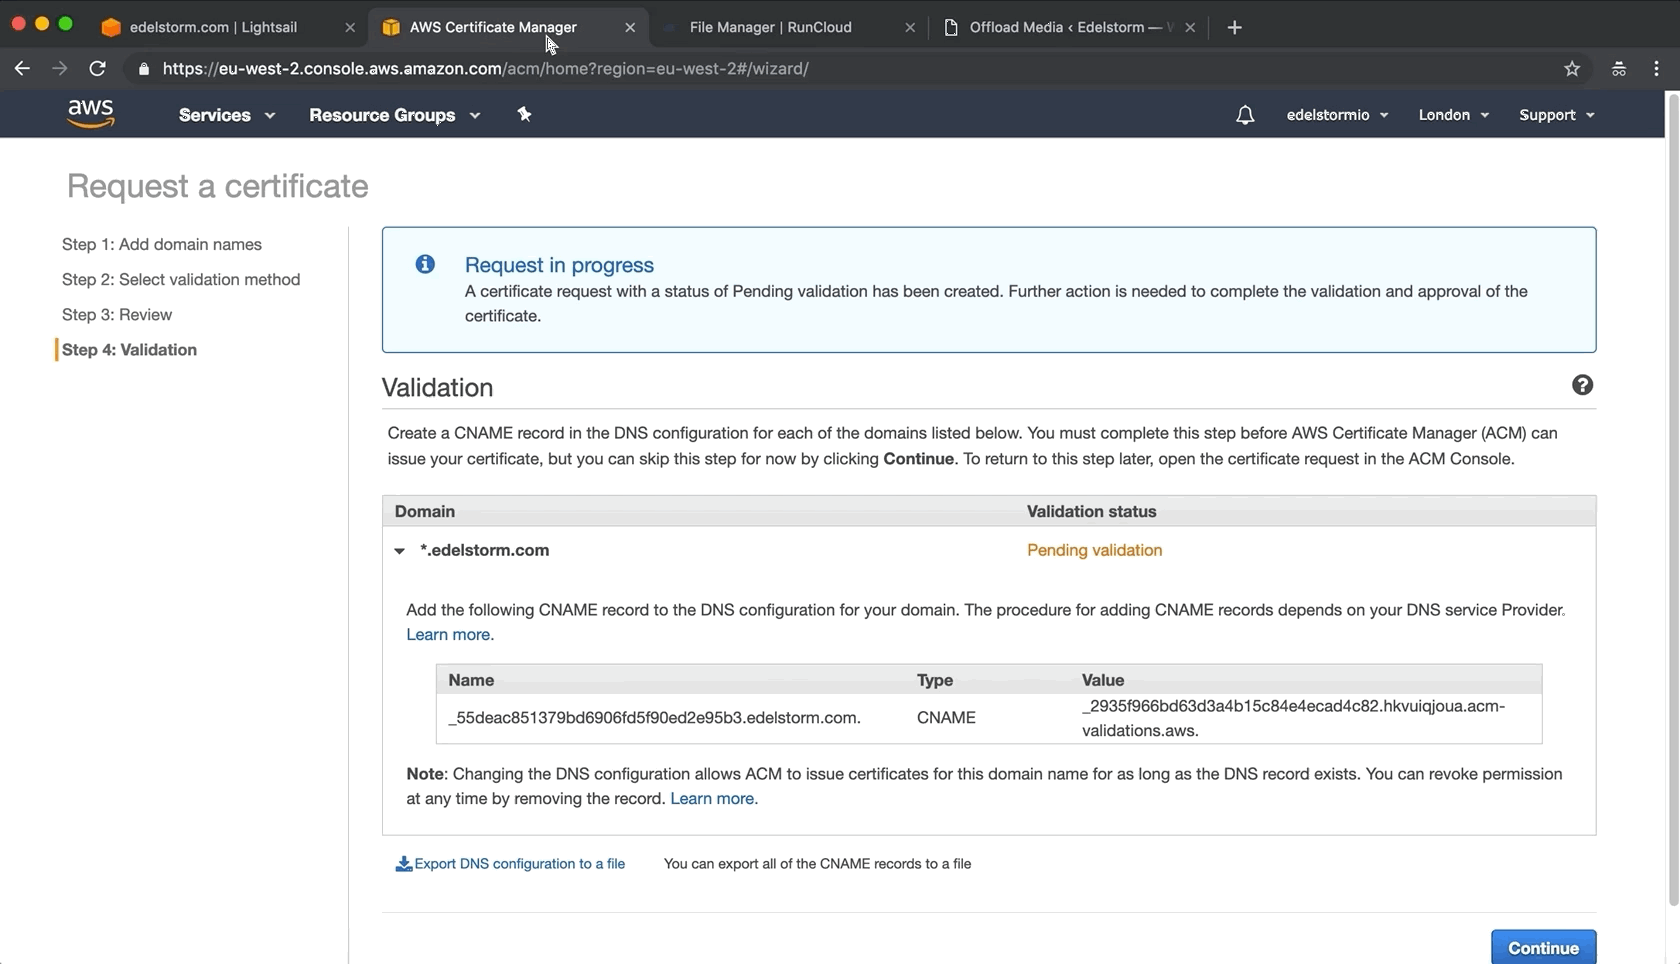 edelstorm.com | Lightsail
AWS Certificate Manager
File Manager | RunCloud
Offload Media ‹ Edelstorm —
https://eu-west-2.console.aws.amazon.com/acm/home?region=eu-west-2#/wizard/
aws
Services
Resource Groups
edelstormio
London
Support
Request a certificate
Step 1: Add domain names
Step 2: Select validation method
Step 3: Review
Step 4: Validation
Request in progress
A certificate request with a status of Pending validation has been created. Further action is needed to complete the validation and approval of the
certificate.
Validation
Create a CNAME record in the DNS configuration for each of the domains listed below. You must complete this step before AWS Certificate Manager (ACM) can
issue your certificate, but you can skip this step for now by clicking Continue. To return to this step later, open the certificate request in the ACM Console.
Domain
Validation status
*.edelstorm.com
Pending validation
Add the following CNAME record to the DNS configuration for your domain. The procedure for adding CNAME records depends on your DNS service Provider.
Learn more.
Name
Type
Value
_55deac851379bd6906fd5f90ed2e95b3.edelstorm.com.
CNAME
_2935f966bd63d3a4b15c84e4ecad4c82.hkvuiqjoua.acm-
validations.aws.
Note: Changing the DNS configuration allows ACM to issue certificates for this domain name for as long as the DNS record exists. You can revoke permission
at any time by removing the record. Learn more.
Export DNS configuration to a file
You can export all of the CNAME records to a file
Continue